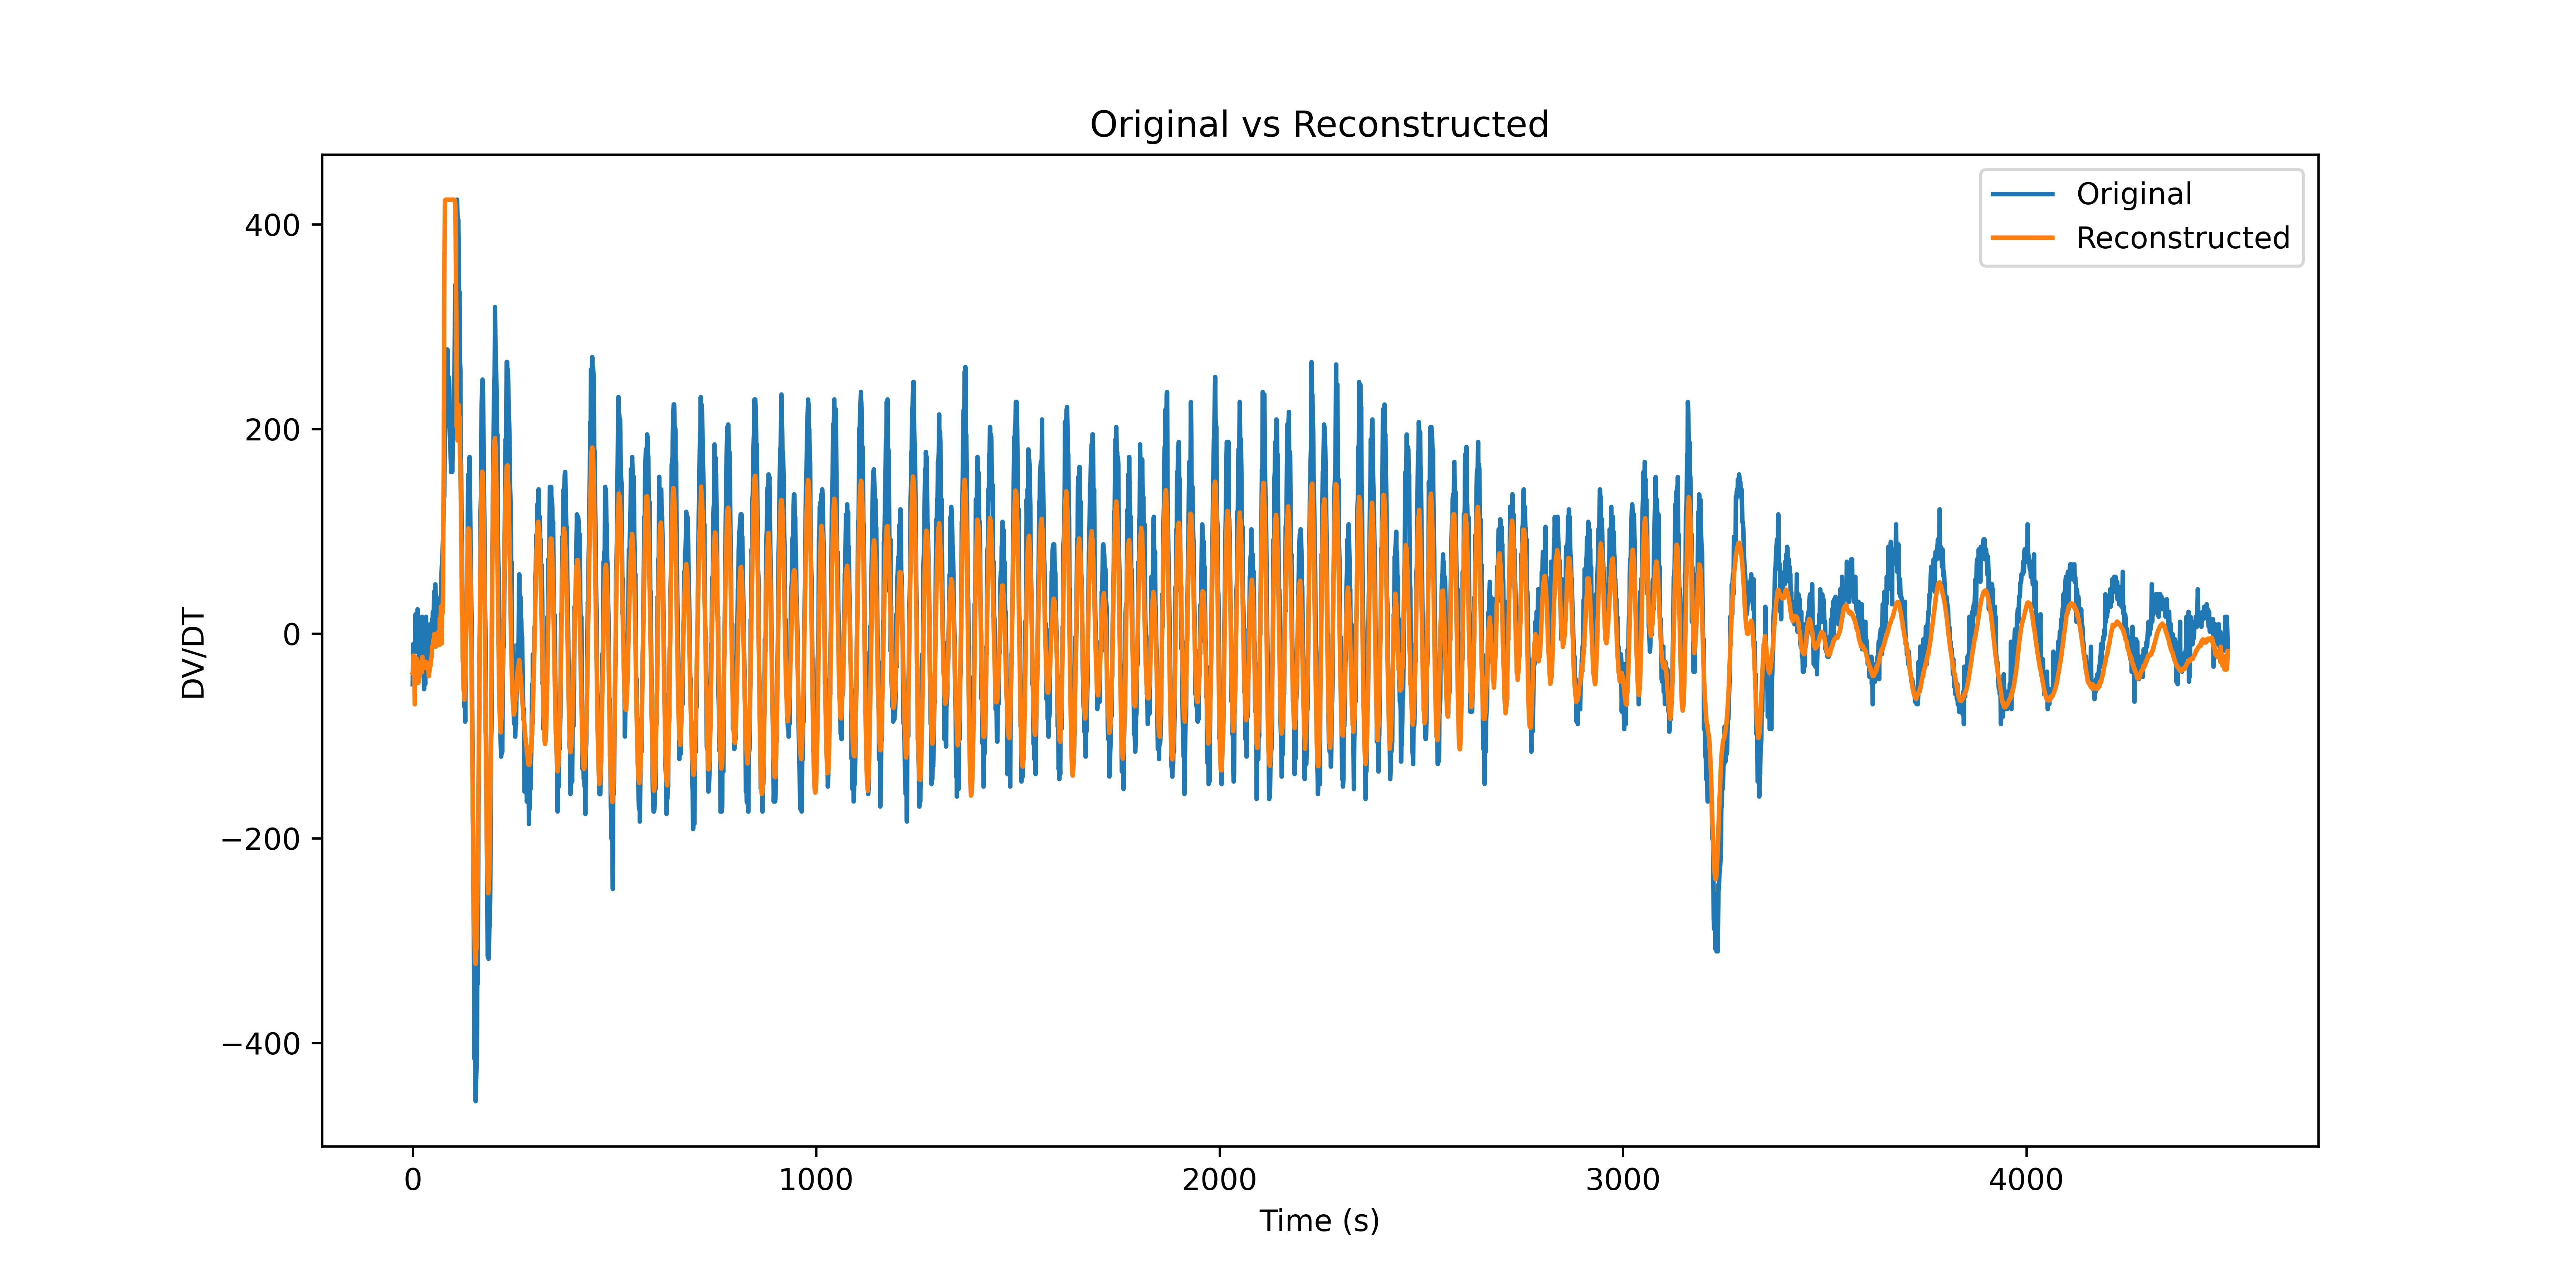 Original vs Reconstructed
Original
Reconstructed
400
200
0
−200
−400
DV/DT
0
1000
2000
3000
4000
Time (s)